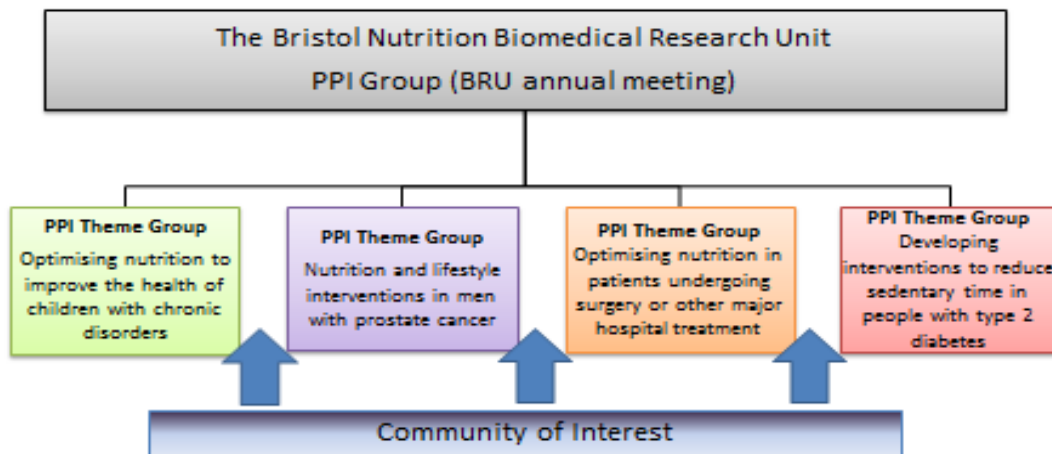 The Bristol Nutrition Biomedical Research Unit
PPI Group (BRU annual meeting)
PPI Theme Group
Optimising nutrition to
improve the health of
children with chronic
disorders
PPI Theme Group
Nutrition and lifestyle
interventions in men
with prostate cancer
PPI Theme Group
Optimising nutrition in
patients undergoing
surgery or other major
hospital treatment
PPI Theme Group
Developing
interventions to reduce
sedentary time in
people with type 2
diabetes
Community of Interest